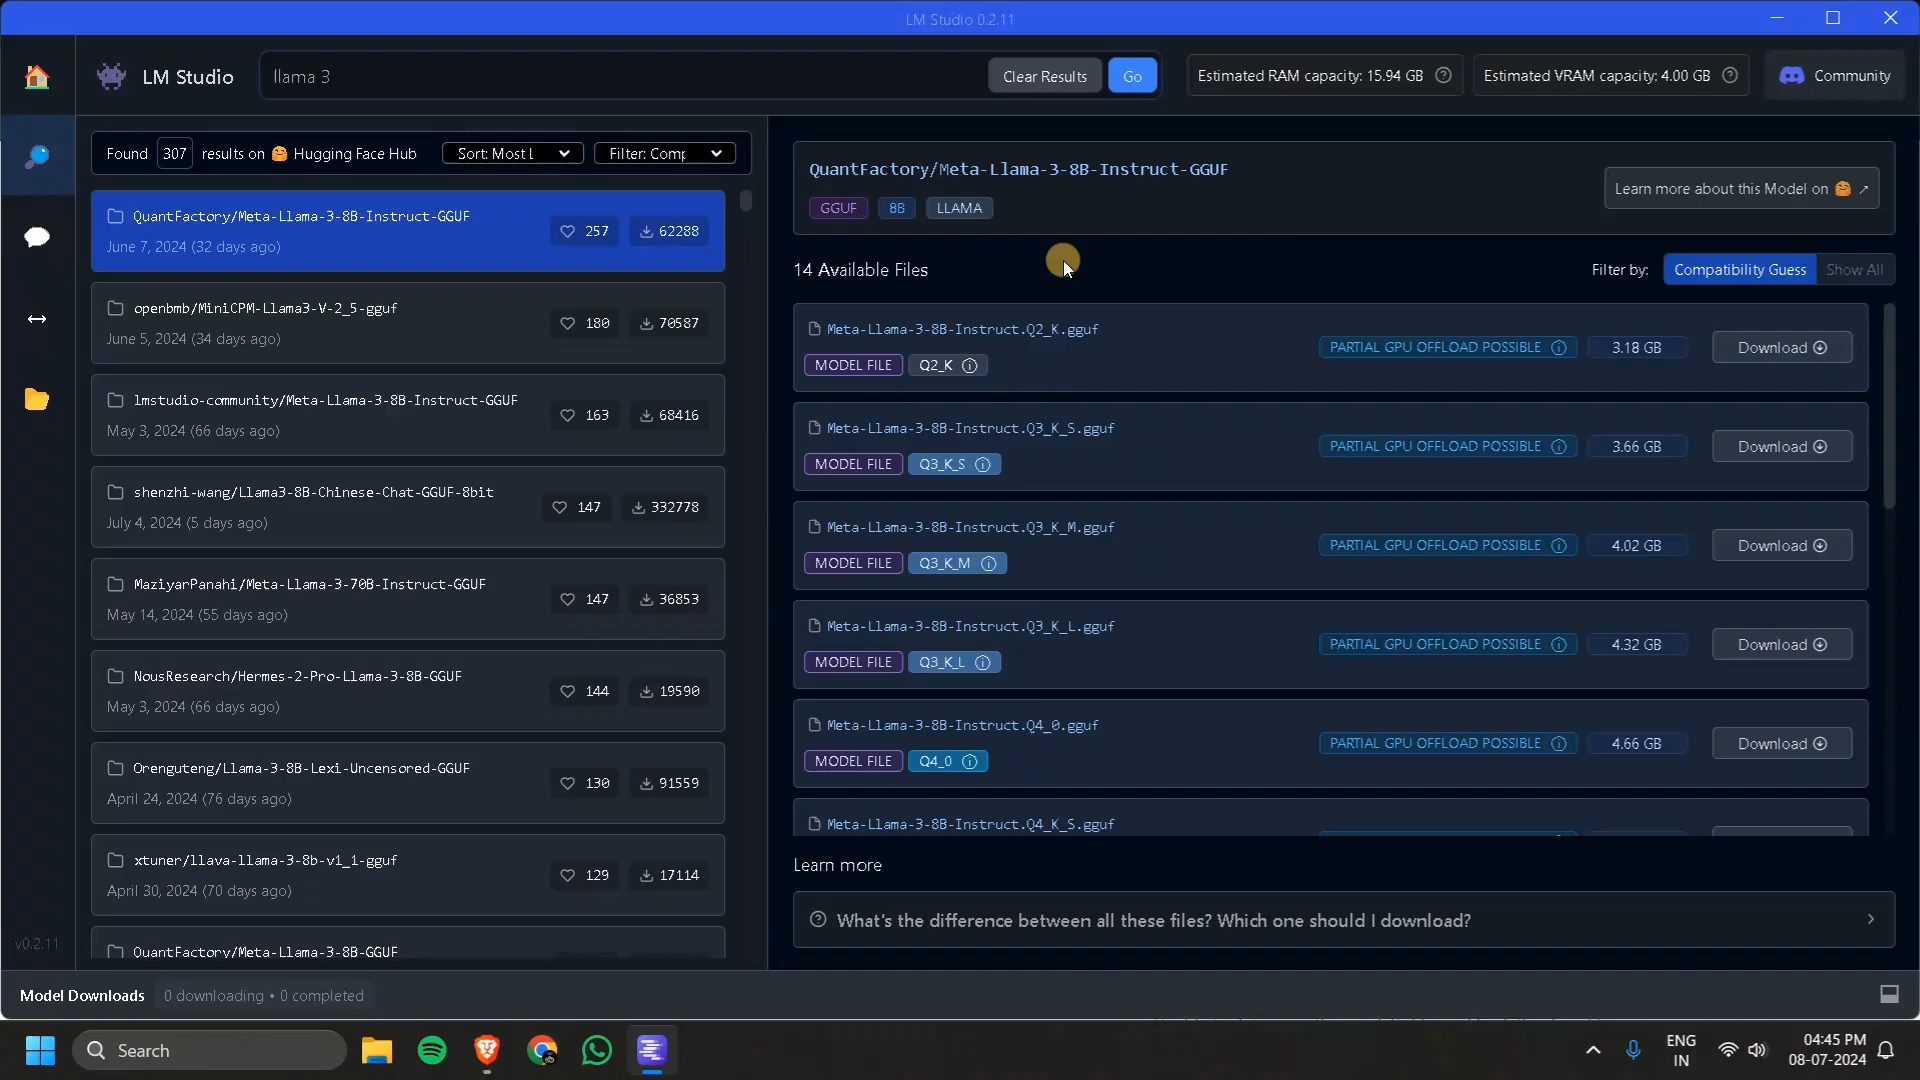 LM Studio 0.2.11
LM Studio
llama 3
Clear Results
Go
Estimated RAM capacity: 15.94 GB
Estimated VRAM capacity: 4.00 GB
Community
Found 307 results on 🤗 Hugging Face Hub
Sort: Most L
Filter: Comp
QuantFactory/Meta-Llama-3-8B-Instruct-GGUF
June 7, 2024 (32 days ago)
257
62288
openbmb/MiniCPM-Llama3-V-2_5-gguf
June 5, 2024 (34 days ago)
180
70587
lmstudio-community/Meta-Llama-3-8B-Instruct-GGUF
May 3, 2024 (66 days ago)
163
68416
shenzhi-wang/Llama3-8B-Chinese-Chat-GGUF-8bit
July 4, 2024 (5 days ago)
147
332778
MaziyarPanahi/Meta-Llama-3-70B-Instruct-GGUF
May 14, 2024 (55 days ago)
147
36853
NousResearch/Hermes-2-Pro-Llama-3-8B-GGUF
May 3, 2024 (66 days ago)
144
19590
Orenguteng/Llama-3-8B-Lexi-Uncensored-GGUF
April 24, 2024 (76 days ago)
130
91559
xtuner/llava-llama-3-8b-v1_1-gguf
April 30, 2024 (70 days ago)
129
17114
QuantFactory/Meta-Llama-3-8B-GGUF
v0.2.11
QuantFactory/Meta-Llama-3-8B-Instruct-GGUF
GGUF
8B
LLAMA
Learn more about this Model on 🤗 ↗
14 Available Files
Filter by:
Compatibility Guess
Show All
Meta-Llama-3-8B-Instruct.Q2_K.gguf
MODEL FILE
Q2_K
PARTIAL GPU OFFLOAD POSSIBLE
3.18 GB
Download
Meta-Llama-3-8B-Instruct.Q3_K_S.gguf
MODEL FILE
Q3_K_S
PARTIAL GPU OFFLOAD POSSIBLE
3.66 GB
Download
Meta-Llama-3-8B-Instruct.Q3_K_M.gguf
MODEL FILE
Q3_K_M
PARTIAL GPU OFFLOAD POSSIBLE
4.02 GB
Download
Meta-Llama-3-8B-Instruct.Q3_K_L.gguf
MODEL FILE
Q3_K_L
PARTIAL GPU OFFLOAD POSSIBLE
4.32 GB
Download
Meta-Llama-3-8B-Instruct.Q4_0.gguf
MODEL FILE
Q4_0
PARTIAL GPU OFFLOAD POSSIBLE
4.66 GB
Download
Meta-Llama-3-8B-Instruct.Q4_K_S.gguf
Learn more
What's the difference between all these files? Which one should I download?
Model Downloads
0 downloading • 0 completed
Search
ENG
IN
04:45 PM
08-07-2024